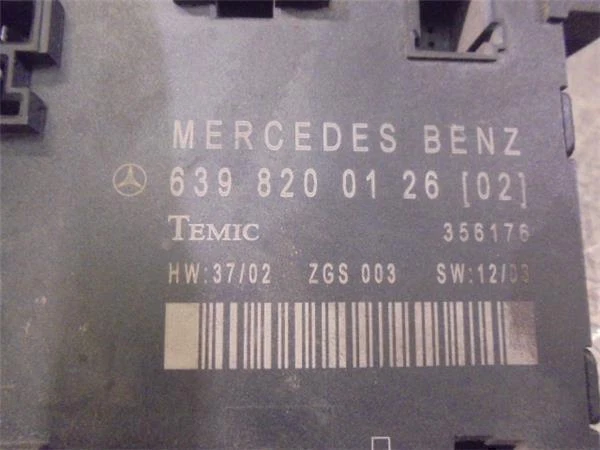 MERCEDES BENZ
639 820 01 26 [02]
TEMIC 356176
HW:37/02 ZGS 003 SW:12/03